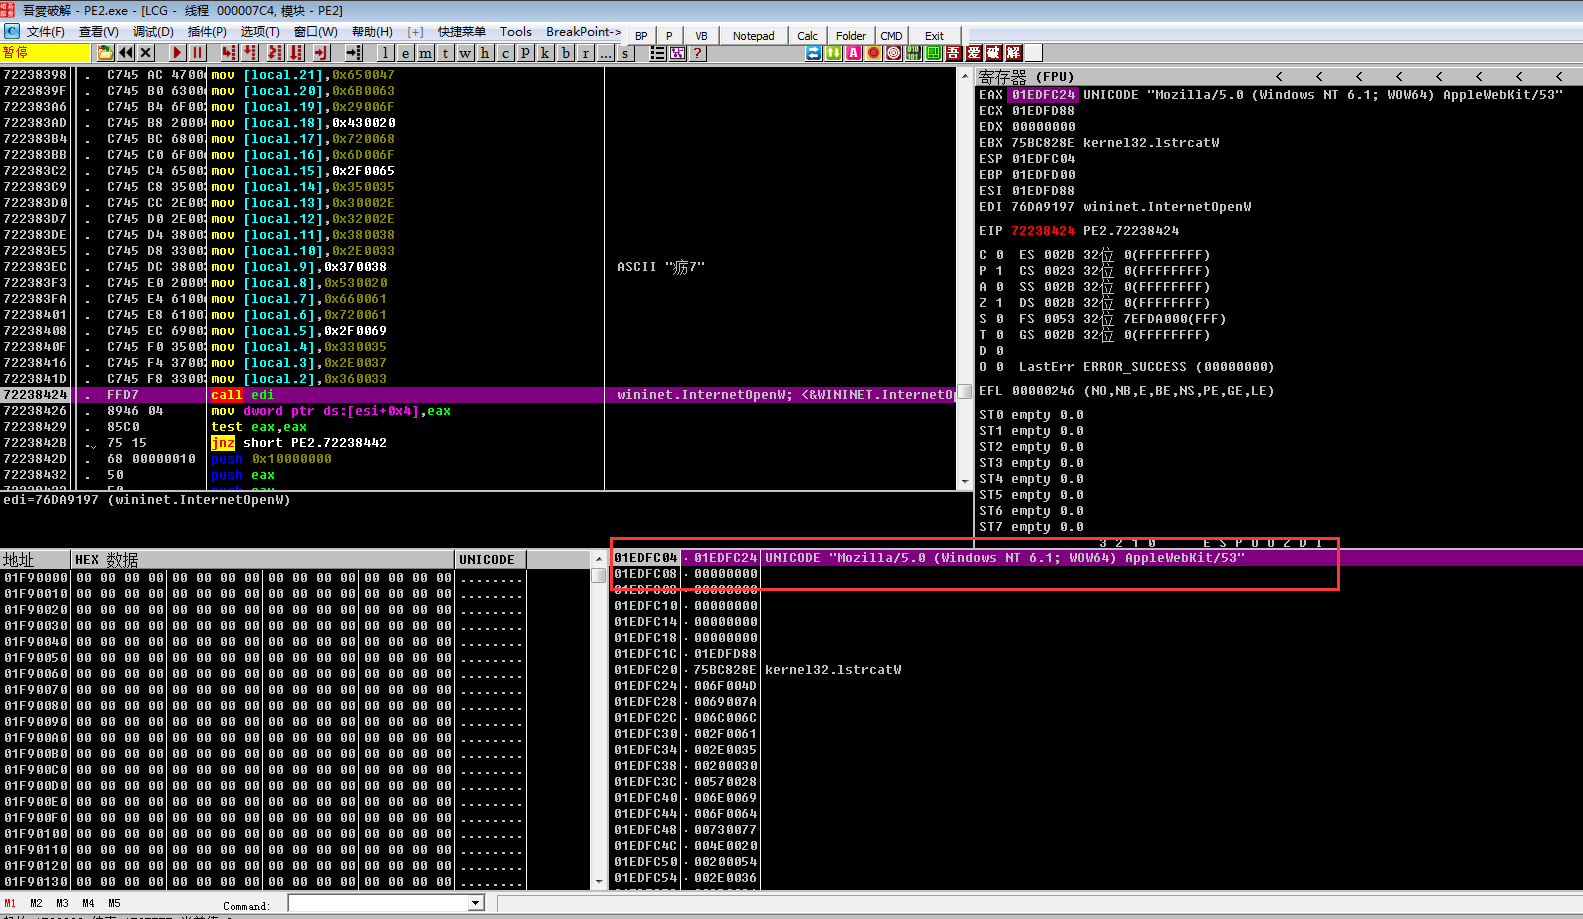 吾爱破解 - PE2.exe - [LCG - 线程 000007C4, 模块 - PE2]
文件(F) 查看(V) 调试(D) 插件(P) 选项(T) 窗口(W) 帮助(H) [+] 快捷菜单 Tools BreakPoint-> BP P VB Notepad Calc Folder CMD Exit
暂停 l e m t w h c p k b r ... s ? 吾 爱 破 解
72238398 . C745 AC 4700 mov [local.21],0x650047
7223839F . C745 B0 6300 mov [local.20],0x6B0063
722383A6 . C745 B4 6F00 mov [local.19],0x29006F
722383AD . C745 B8 2000 mov [local.18],0x430020
722383B4 . C745 BC 6800 mov [local.17],0x720068
722383BB . C745 C0 6F00 mov [local.16],0x6D006F
722383C2 . C745 C4 6500 mov [local.15],0x2F0065
722383C9 . C745 C8 3500 mov [local.14],0x350035
722383D0 . C745 CC 2E00 mov [local.13],0x30002E
722383D7 . C745 D0 2E00 mov [local.12],0x32002E
722383DE . C745 D4 3800 mov [local.11],0x380038
722383E5 . C745 D8 3300 mov [local.10],0x2E0033
722383EC . C745 DC 3800 mov [local.9],0x370038 ASCII "疬7"
722383F3 . C745 E0 2000 mov [local.8],0x530020
722383FA . C745 E4 6100 mov [local.7],0x660061
72238401 . C745 E8 6100 mov [local.6],0x720061
72238408 . C745 EC 6900 mov [local.5],0x2F0069
7223840F . C745 F0 3500 mov [local.4],0x330035
72238416 . C745 F4 3700 mov [local.3],0x2E0037
7223841D . C745 F8 3300 mov [local.2],0x360033
72238424 . FFD7 call edi wininet.InternetOpenW; <&WININET.InternetO
72238426 . 8946 04 mov dword ptr ds:[esi+0x4],eax
72238429 . 85C0 test eax,eax
7223842B . 75 15 jnz short PE2.72238442
7223842D . 68 00000010 push 0x10000000
72238432 . 50 push eax
edi=76DA9197 (wininet.InternetOpenW)
寄存器 (FPU) < < < < < < < <
EAX 01EDFC24 UNICODE "Mozilla/5.0 (Windows NT 6.1; WOW64) AppleWebKit/53"
ECX 01EDFD88
EDX 00000000
EBX 75BC828E kernel32.lstrcatW
ESP 01EDFC04
EBP 01EDFD00
ESI 01EDFD88
EDI 76DA9197 wininet.InternetOpenW
EIP 72238424 PE2.72238424
C 0 ES 002B 32位 0(FFFFFFFF)
P 1 CS 0023 32位 0(FFFFFFFF)
A 0 SS 002B 32位 0(FFFFFFFF)
Z 1 DS 002B 32位 0(FFFFFFFF)
S 0 FS 0053 32位 7EFDA000(FFF)
T 0 GS 002B 32位 0(FFFFFFFF)
D 0
O 0 LastErr ERROR_SUCCESS (00000000)
EFL 00000246 (NO,NB,E,BE,NS,PE,GE,LE)
ST0 empty 0.0
ST1 empty 0.0
ST2 empty 0.0
ST3 empty 0.0
ST4 empty 0.0
ST5 empty 0.0
ST6 empty 0.0
ST7 empty 0.0
3 2 1 0 E S P U O Z D I
地址 HEX 数据 UNICODE
01F90000 00 00 00 00 00 00 00 00 00 00 00 00 00 00 00 00 ........
01F90010 00 00 00 00 00 00 00 00 00 00 00 00 00 00 00 00 ........
01F90020 00 00 00 00 00 00 00 00 00 00 00 00 00 00 00 00 ........
01F90030 00 00 00 00 00 00 00 00 00 00 00 00 00 00 00 00 ........
01F90040 00 00 00 00 00 00 00 00 00 00 00 00 00 00 00 00 ........
01F90050 00 00 00 00 00 00 00 00 00 00 00 00 00 00 00 00 ........
01F90060 00 00 00 00 00 00 00 00 00 00 00 00 00 00 00 00 ........
01F90070 00 00 00 00 00 00 00 00 00 00 00 00 00 00 00 00 ........
01F90080 00 00 00 00 00 00 00 00 00 00 00 00 00 00 00 00 ........
01F90090 00 00 00 00 00 00 00 00 00 00 00 00 00 00 00 00 ........
01F900A0 00 00 00 00 00 00 00 00 00 00 00 00 00 00 00 00 ........
01F900B0 00 00 00 00 00 00 00 00 00 00 00 00 00 00 00 00 ........
01F900C0 00 00 00 00 00 00 00 00 00 00 00 00 00 00 00 00 ........
01F900D0 00 00 00 00 00 00 00 00 00 00 00 00 00 00 00 00 ........
01F900E0 00 00 00 00 00 00 00 00 00 00 00 00 00 00 00 00 ........
01F900F0 00 00 00 00 00 00 00 00 00 00 00 00 00 00 00 00 ........
01F90100 00 00 00 00 00 00 00 00 00 00 00 00 00 00 00 00 ........
01F90110 00 00 00 00 00 00 00 00 00 00 00 00 00 00 00 00 ........
01F90120 00 00 00 00 00 00 00 00 00 00 00 00 00 00 00 00 ........
01F90130 00 00 00 00 00 00 00 00 00 00 00 00 00 00 00 00 ........
01EDFC04 01EDFC24 UNICODE "Mozilla/5.0 (Windows NT 6.1; WOW64) AppleWebKit/53"
01EDFC08 00000000
00000000
01EDFC10 00000000
01EDFC14 00000000
01EDFC18 00000000
01EDFC1C 01EDFD88
01EDFC20 75BC828E kernel32.lstrcatW
01EDFC24 006F004D
01EDFC28 0069007A
01EDFC2C 006C006C
01EDFC30 002F0061
01EDFC34 002E0035
01EDFC38 00200030
01EDFC3C 00570028
01EDFC40 006E0069
01EDFC44 006F0064
01EDFC48 00730077
01EDFC4C 004E0020
01EDFC50 00200054
01EDFC54 002E0036
M1 M2 M3 M4 M5 Command: